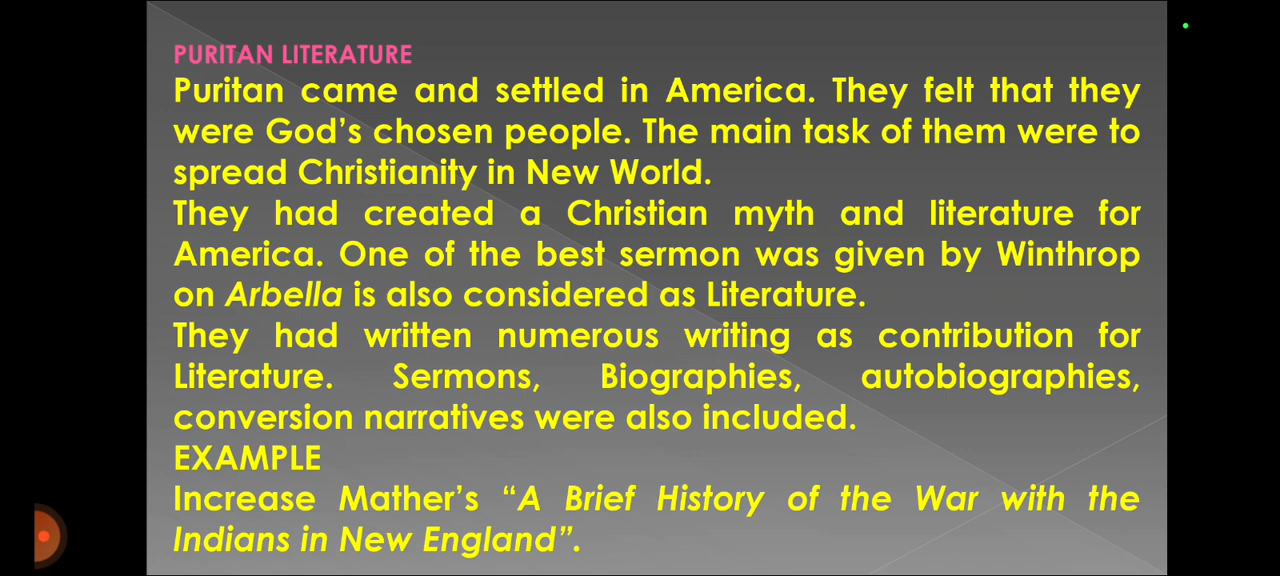 PURITAN LITERATURE
Puritan came and settled in America. They felt that they
were God’s chosen people. The main task of them were to
spread Christianity in New World.
They had created a Christian myth and literature for
America. One of the best sermon was given by Winthrop
on Arbella is also considered as Literature.
They had written numerous writing as contribution for
Literature. Sermons, Biographies, autobiographies,
conversion narratives were also included.
EXAMPLE
Increase Mather’s “A Brief History of the War with the
Indians in New England”.